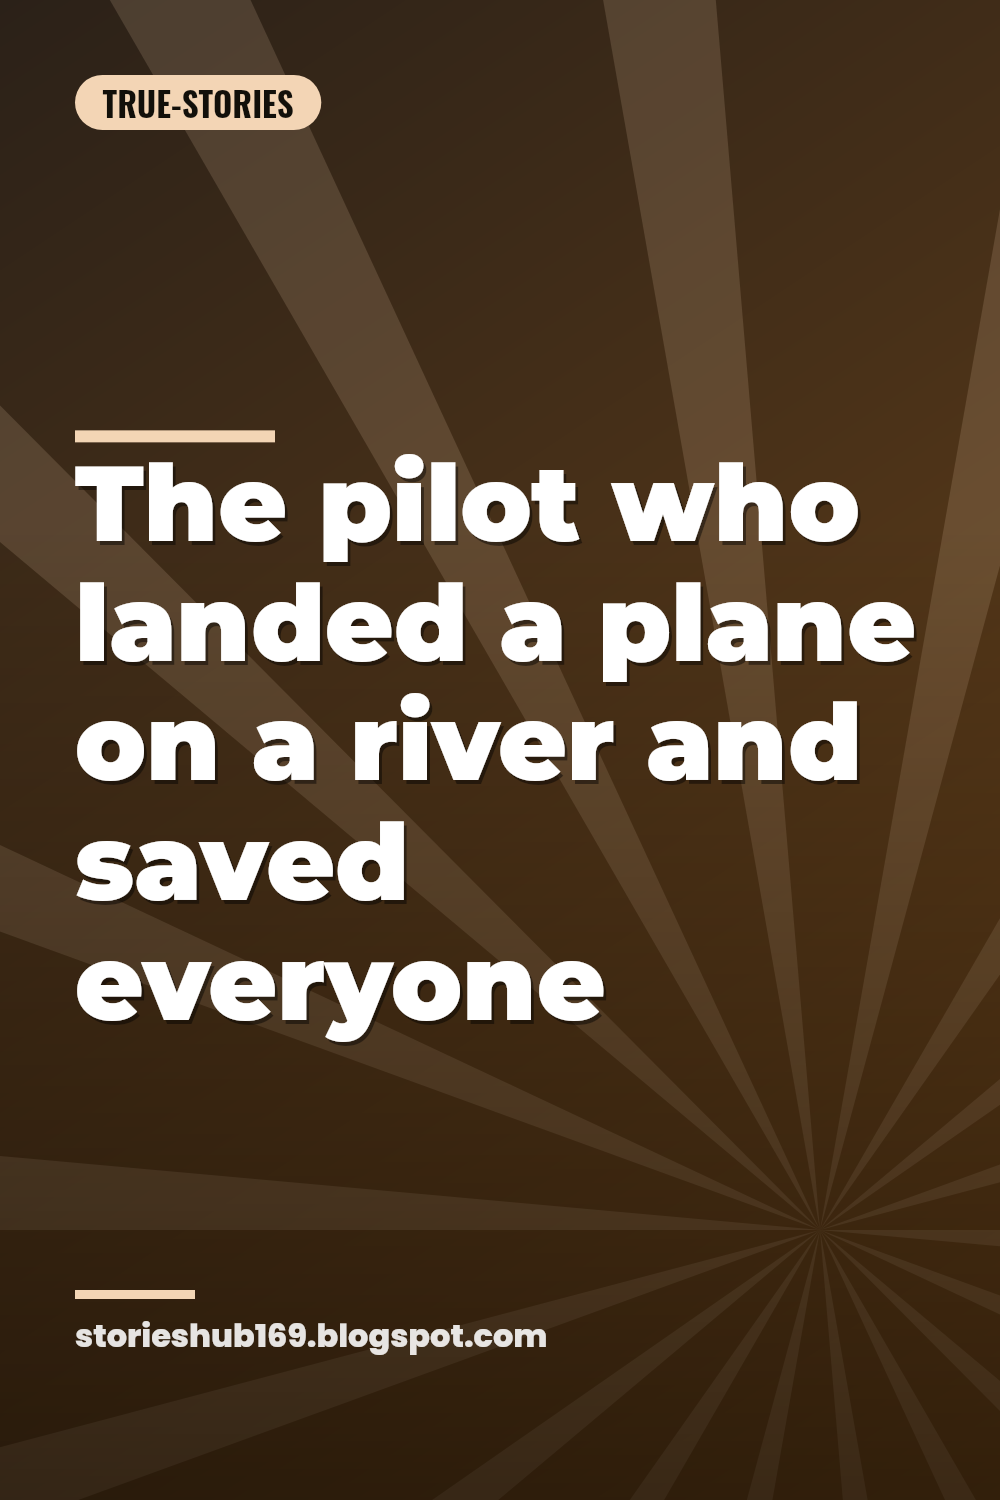 TRUE-STORIES
The pilot who
landed a plane
on a river and
saved
everyone
storieshub169.blogspot.com